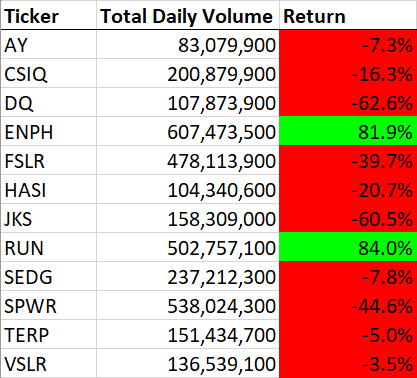 Ticker Total Daily Volume Return
AY 83,079,900 -7.3%
CSIQ 200,879,900 -16.3%
DQ 107,873,900 -62.6%
ENPH 607,473,500 81.9%
FSLR 478,113,900 -39.7%
HASI 104,340,600 -20.7%
JKS 158,309,000 -60.5%
RUN 502,757,100 84.0%
SEDG 237,212,300 -7.8%
SPWR 538,024,300 -44.6%
TERP 151,434,700 -5.0%
VSLR 136,539,100 -3.5%